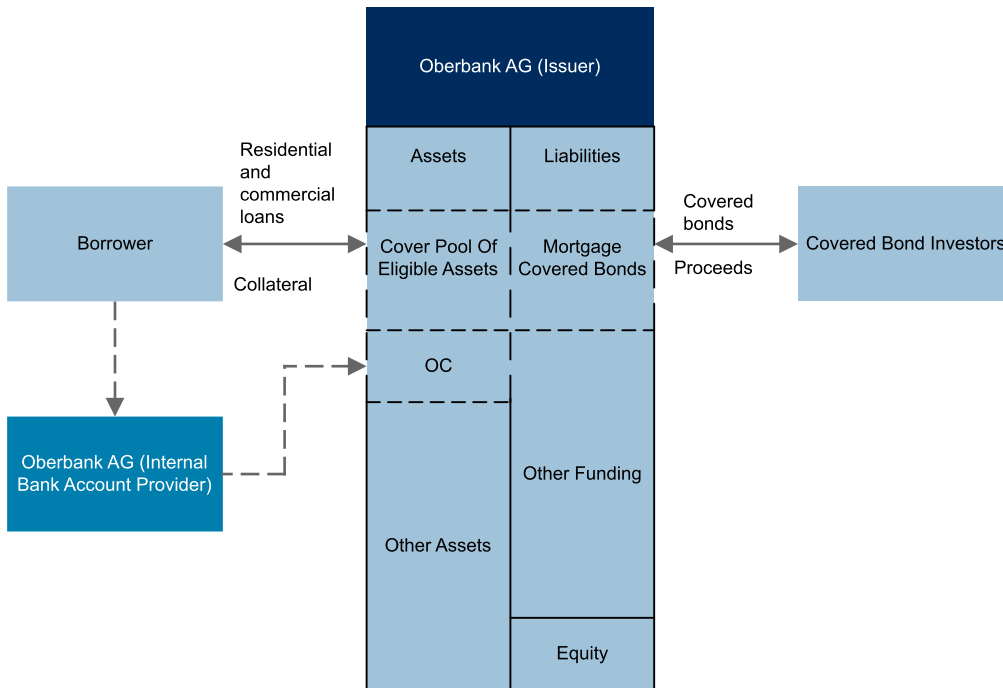 Oberbank AG (Issuer)
Residential
and
commercial
loans
Assets
Liabilities
Borrower
Cover Pool Of
Eligible Assets
Mortgage
Covered Bonds
Covered
bonds
Proceeds
Covered Bond Investors
Collateral
OC
Oberbank AG (Internal
Bank Account Provider)
Other Funding
Other Assets
Equity